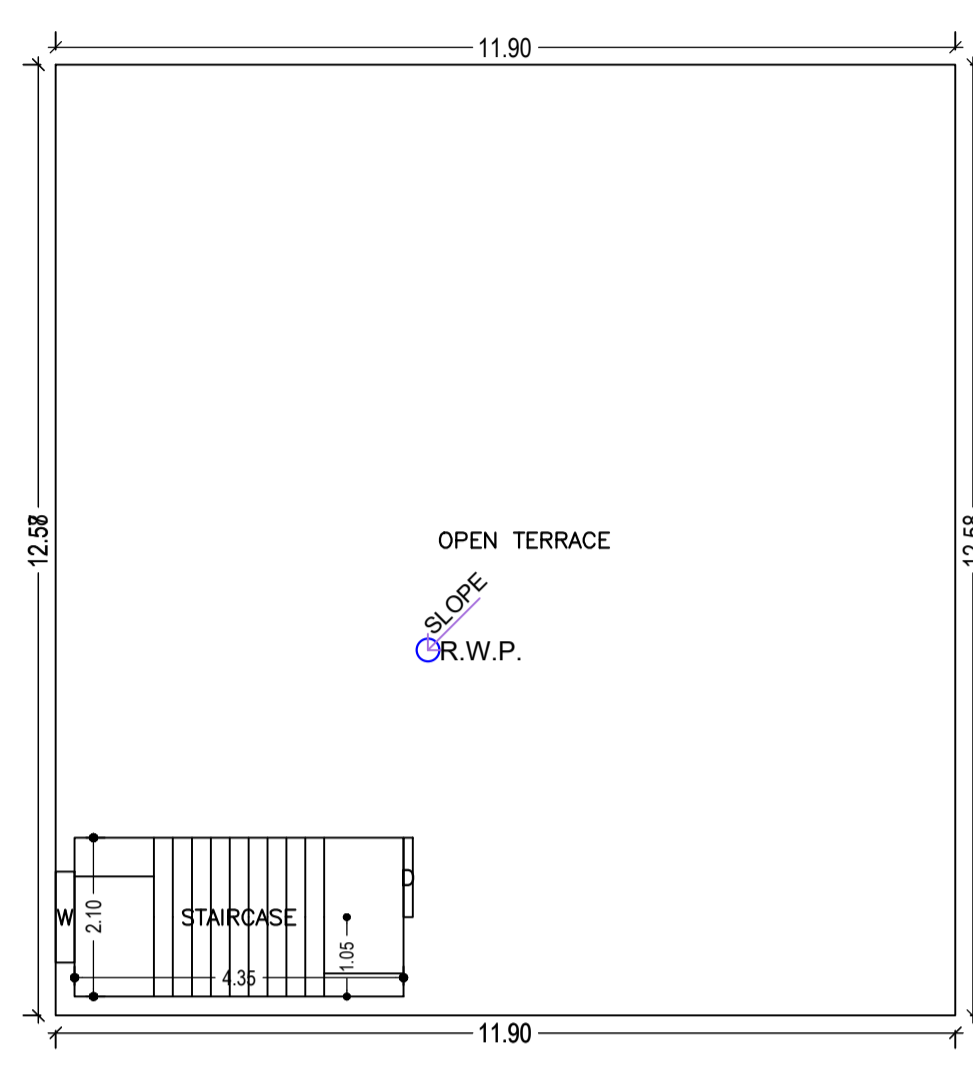 11.90
12.58
OPEN TERRACE
SLOPE
R.W.P.
D
W
2.10
STAIRCASE
1.05
4.35
11.90